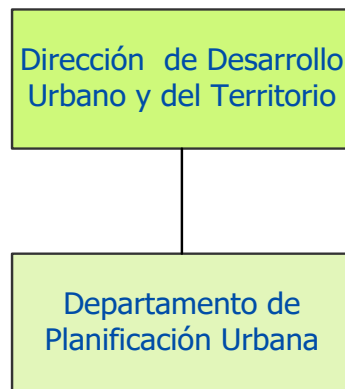 Dirección de Desarrollo
Urbano y del Territorio
Departamento de
Planificación Urbana